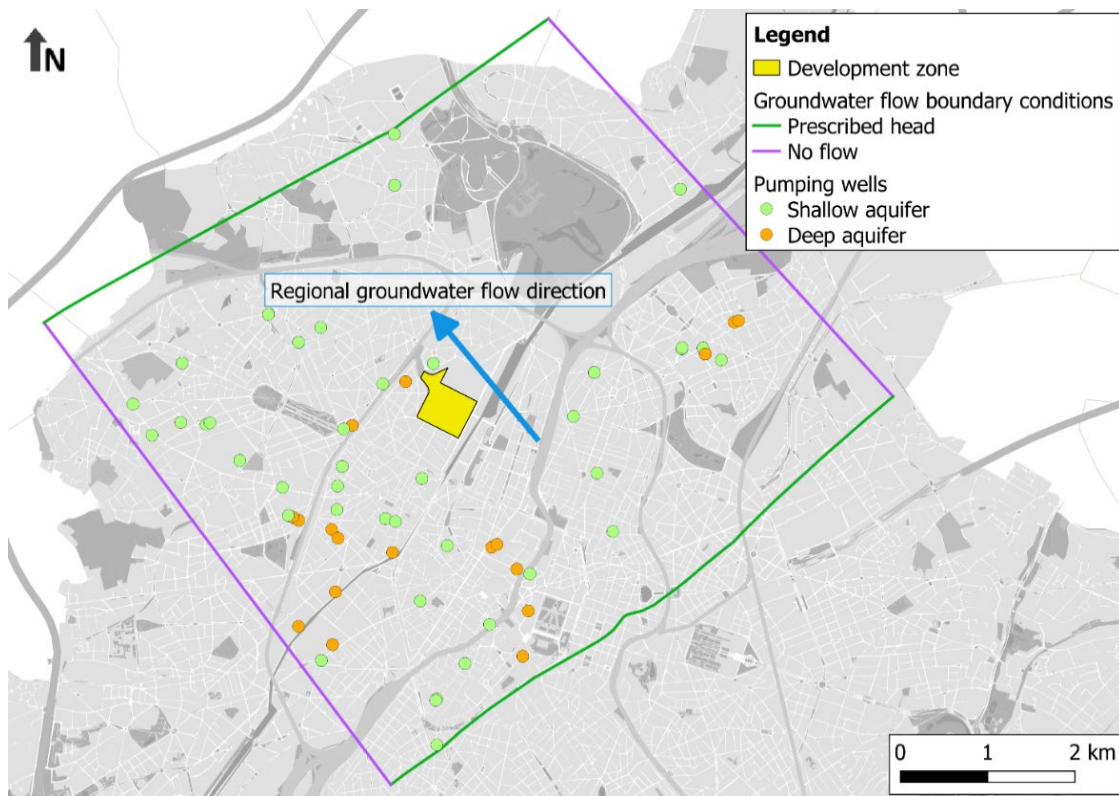 N
Legend
Development zone
Groundwater flow boundary conditions
Prescribed head
No flow
Pumping wells
Shallow aquifer
Deep aquifer
Regional groundwater flow direction
0 1 2 km